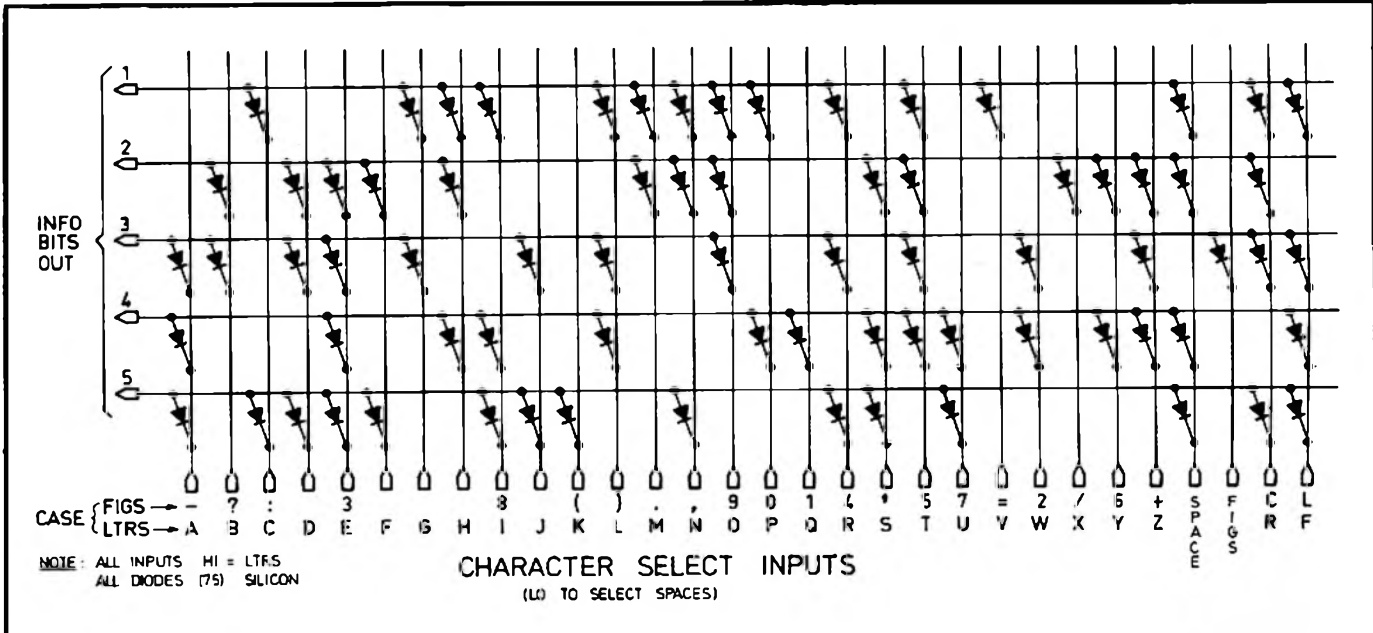 1
2
INFO
BITS
OUT
3
4
5
CASE
FIGS → - ? : 3 8 ( ) . , 9 0 1 4 ' 5 7 = 2 / 6 +
LTRS → A B C D E F G H I J K L M N O P Q R S T U V W X Y Z SPACE FIGS CR LF
NOTE: ALL INPUTS HI = LTRS
ALL DIODES (75) SILICON
CHARACTER SELECT INPUTS
(LO TO SELECT SPACES)